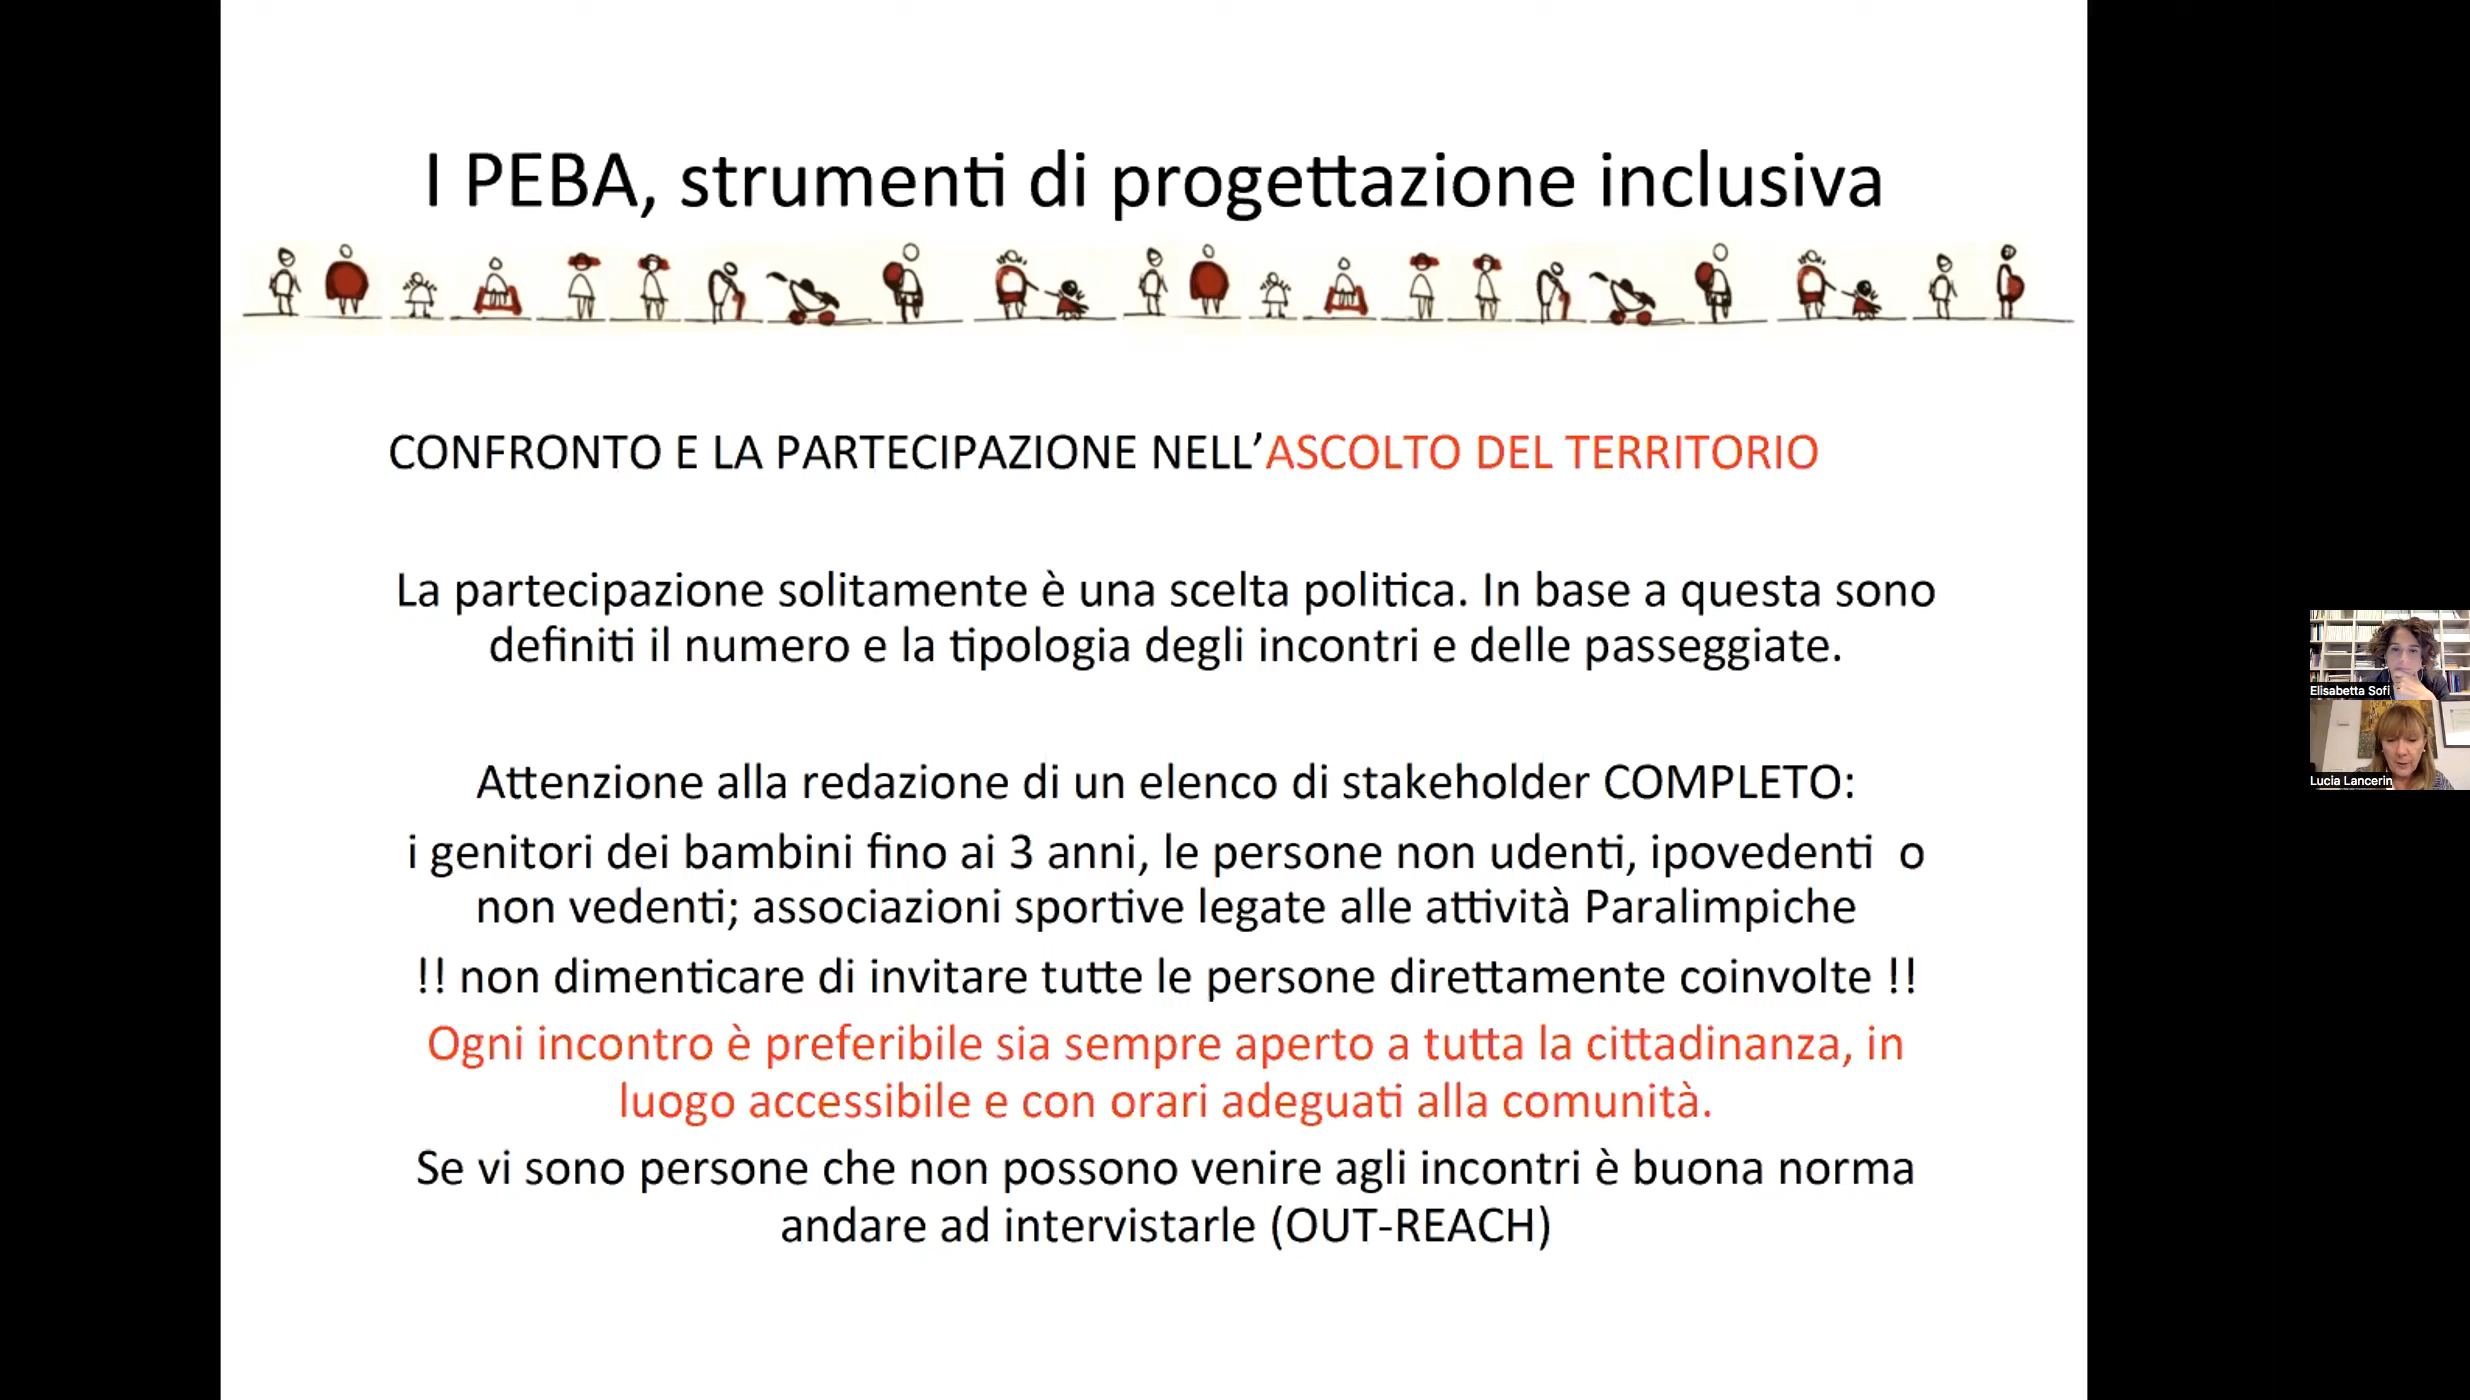 I PEBA, strumenti di progettazione inclusiva
CONFRONTO E LA PARTECIPAZIONE NELL’ASCOLTO DEL TERRITORIO
La partecipazione solitamente è una scelta politica. In base a questa sono
definiti il numero e la tipologia degli incontri e delle passeggiate.
Attenzione alla redazione di un elenco di stakeholder COMPLETO:
i genitori dei bambini fino ai 3 anni, le persone non udenti, ipovedenti o
non vedenti; associazioni sportive legate alle attività Paralimpiche
!! non dimenticare di invitare tutte le persone direttamente coinvolte !!
Ogni incontro è preferibile sia sempre aperto a tutta la cittadinanza, in
luogo accessibile e con orari adeguati alla comunità.
Se vi sono persone che non possono venire agli incontri è buona norma
andare ad intervistarle (OUT-REACH)
Elisabetta Sofi
Lucia Lancerin